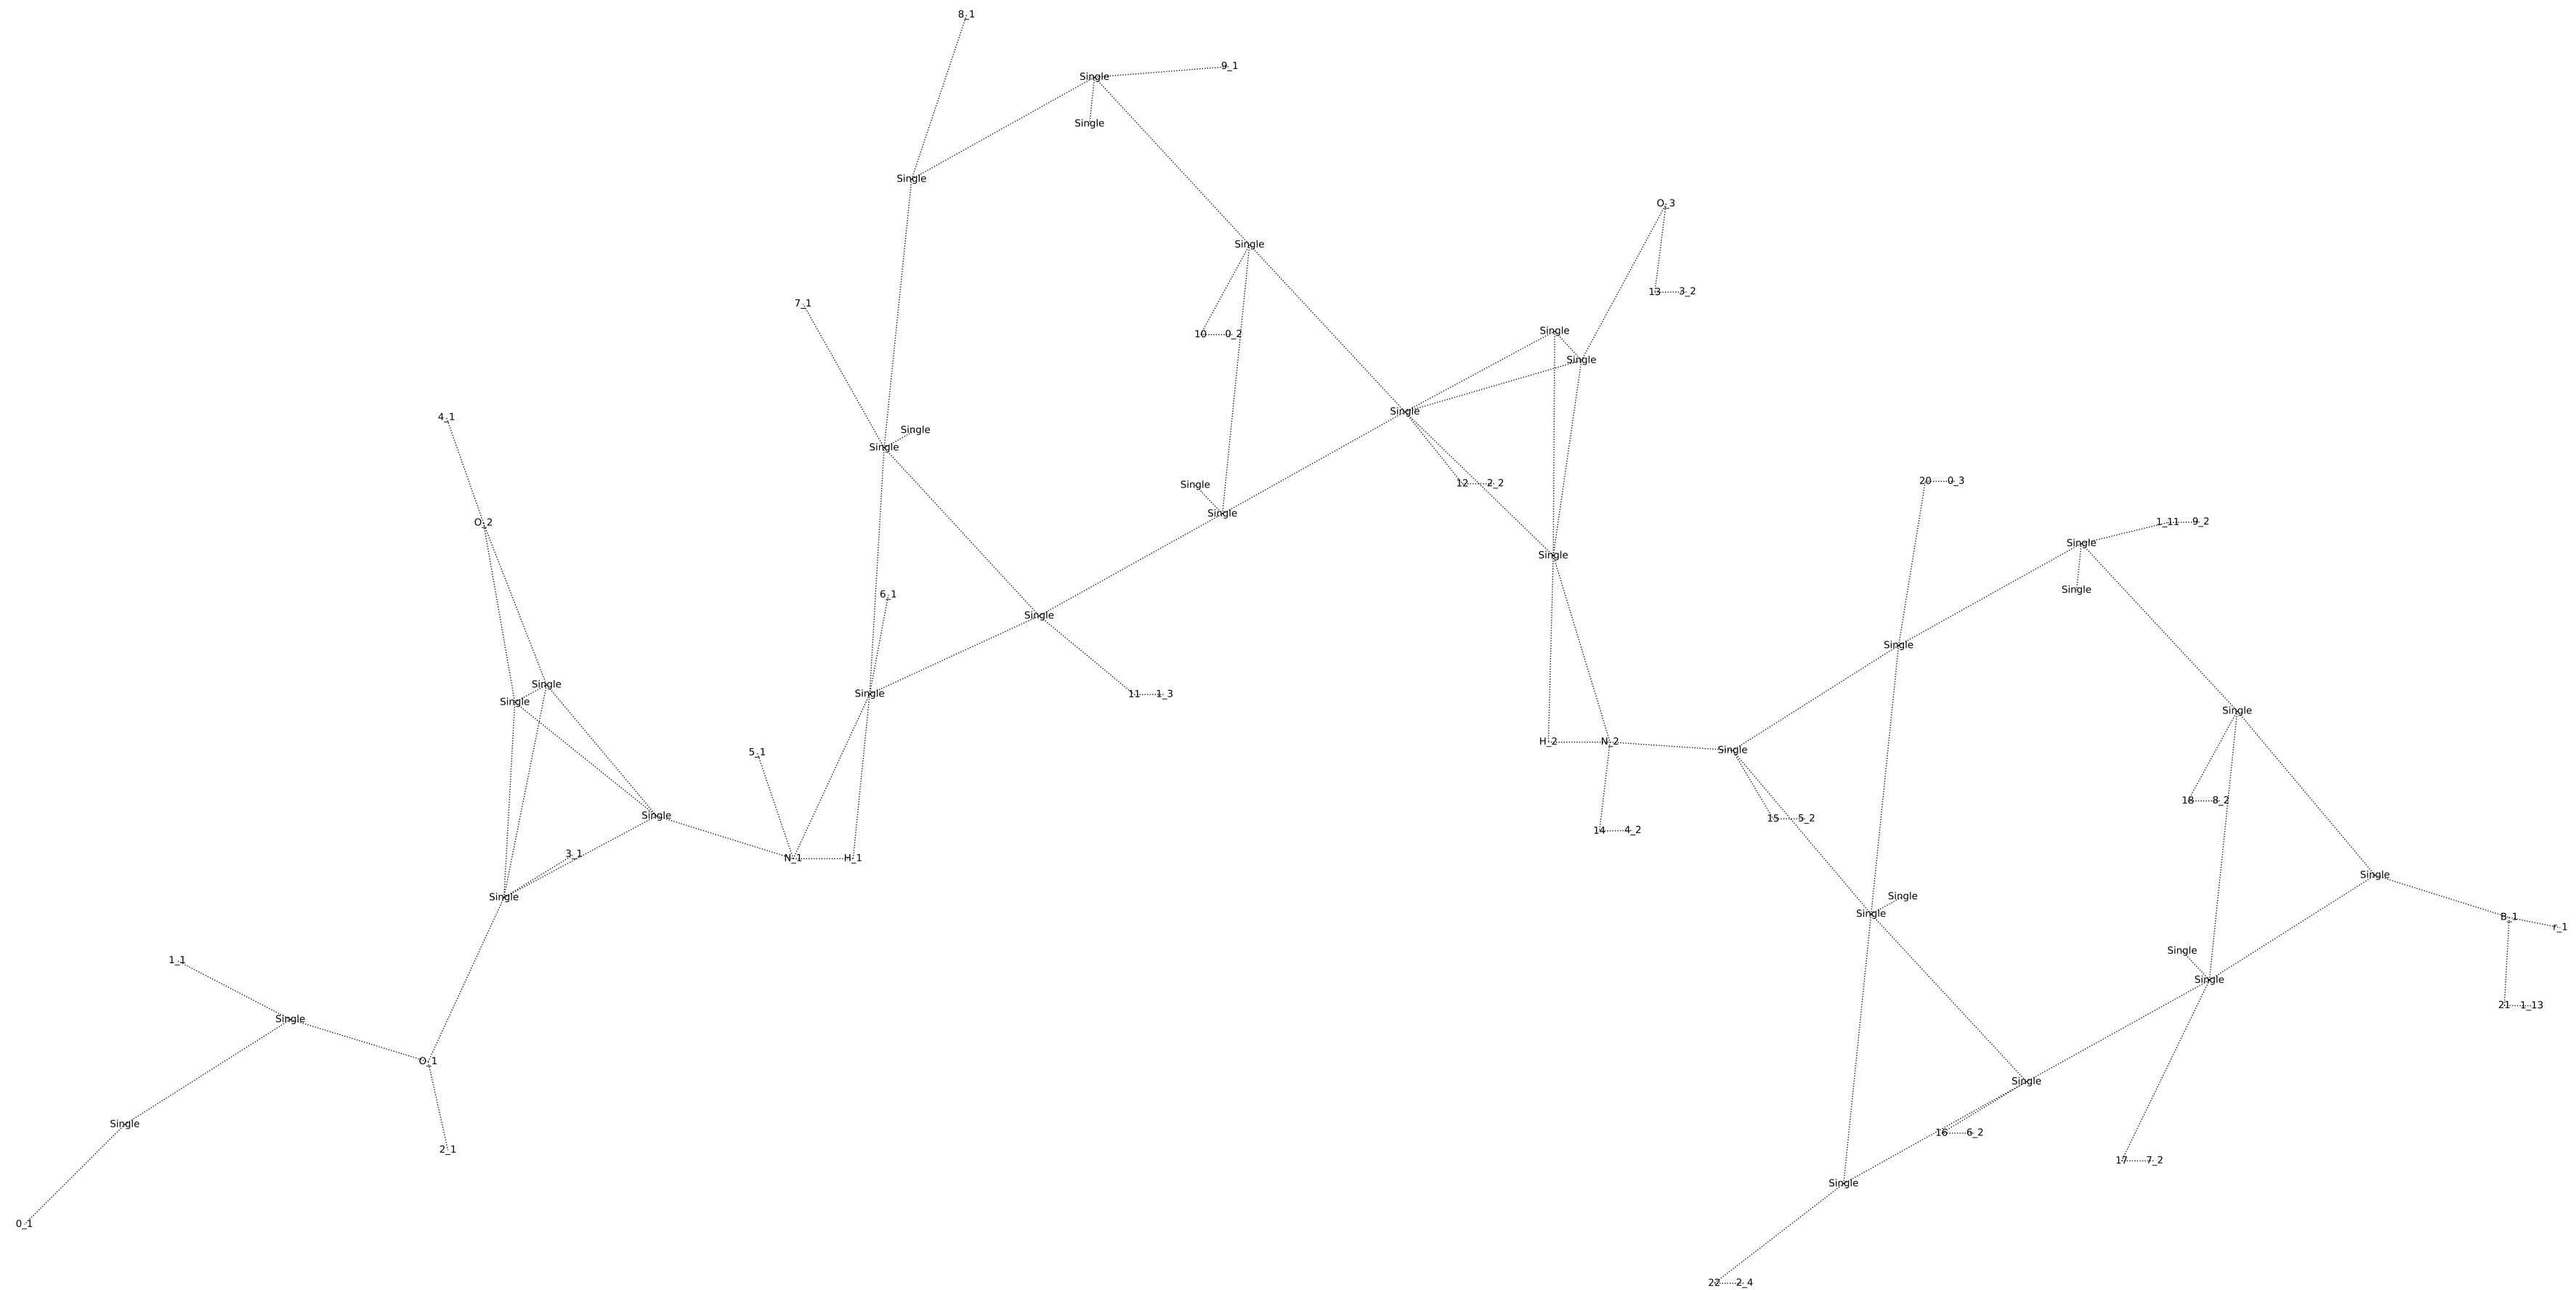 8_1
Single 9_1
Single
Single
O_3
Single
13 3_2
7_1
Single
10 0_2
Single
Single
4_1
Single
Single
20 0_3
12 2_2
Single
Single
O_2
1_11 9_2
Single
Single
Single
6_1
Single
Single
Single
Single
Single
Single
11 1_3
5_1
H_2 N_2 Single
18 8_2
Single
15 5_2
14 4_2
3_1
N_1 H_1
Single
Single
Single
Single
B_1
r_1
Single
1_1
Single
21 1_13
Single
O_1
Single
Single
16 6_2
2_1
17 7_2
Single
0_1
22 2_4